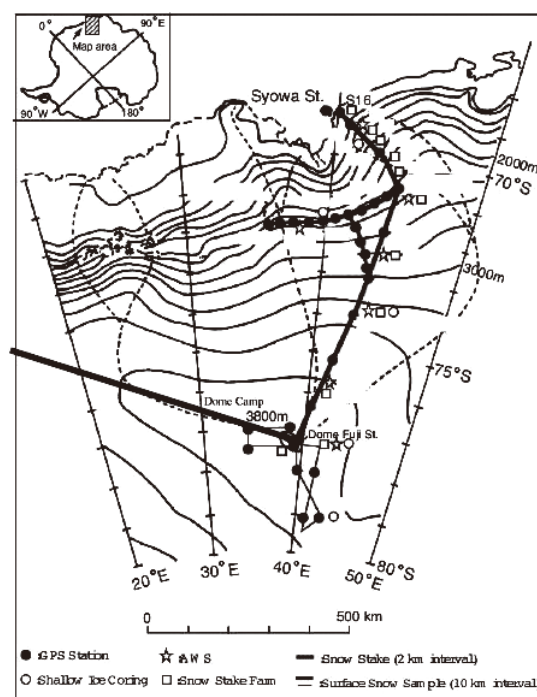 0°
90°E
Map area
90°W
180°
Syowa St.
S16
2000m
70°S
3000m
75°S
Dome Camp
3800m
Dome Fuji St.
80°S
20°E
30°E
40°E
50°E
0
500 km
:GPS Station
:AWS
:Snow Stake (2 km interval)
:Shallow Ice Coring
:Snow Stake Farm
:Surface Snow Sample (10 km interval)